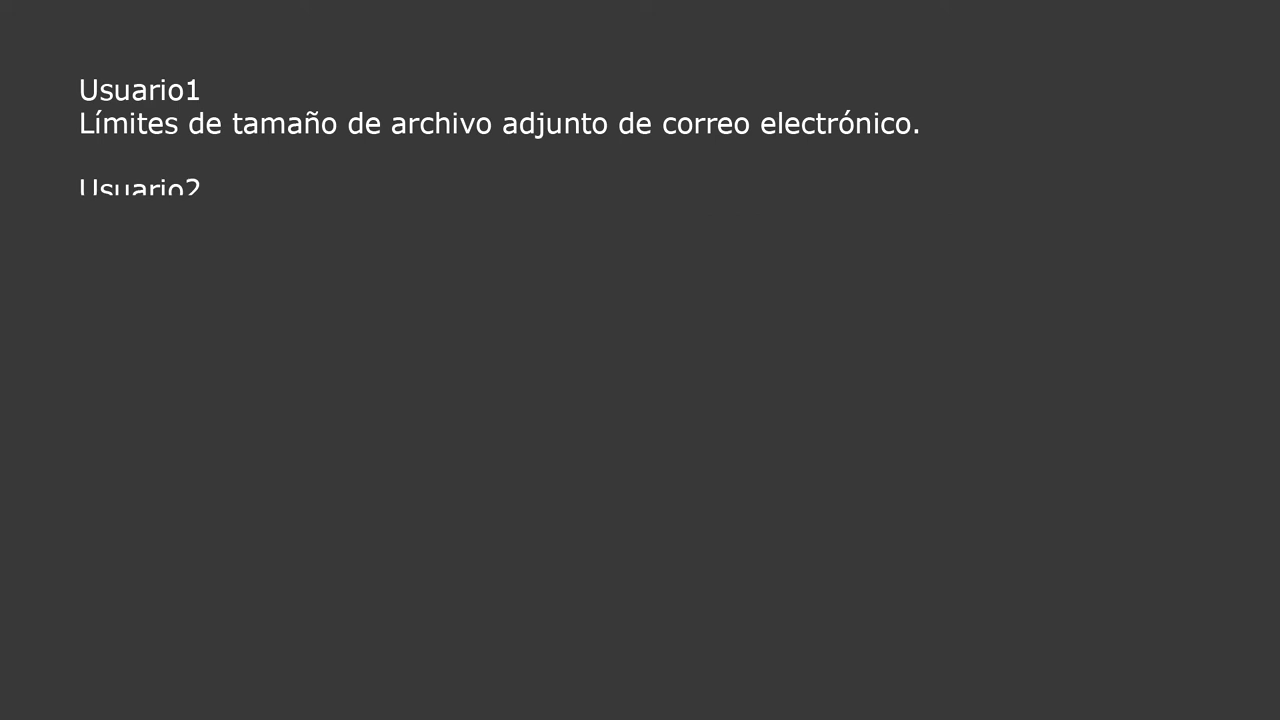 Usuario1
Límites de tamaño de archivo adjunto de correo electrónico.
Usuario2